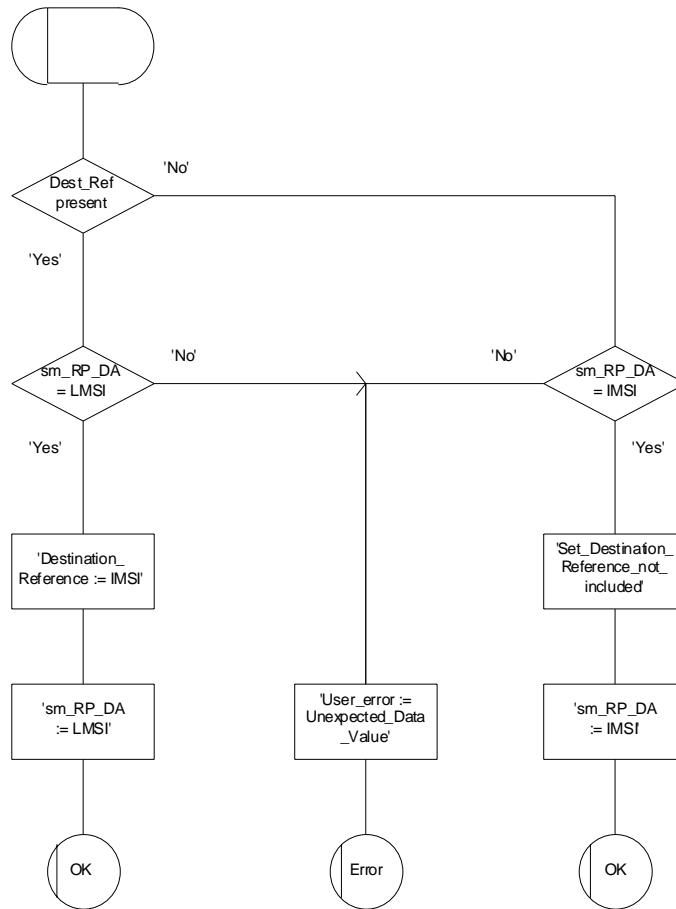 'No'
Dest_Ref
present
'Yes'
'No'
'No'
sm_RP_DA
= LMSI
sm_RP_DA
= IMSI
'Yes'
'Yes'
'Destination_
Reference := IMSI'
'Set_Destination_
Reference_not_
included'
'sm_RP_DA
:= LMSI'
'User_error :=
Unexpected_Data
_Value'
'sm_RP_DA
:= IMSI'
OK
Error
OK